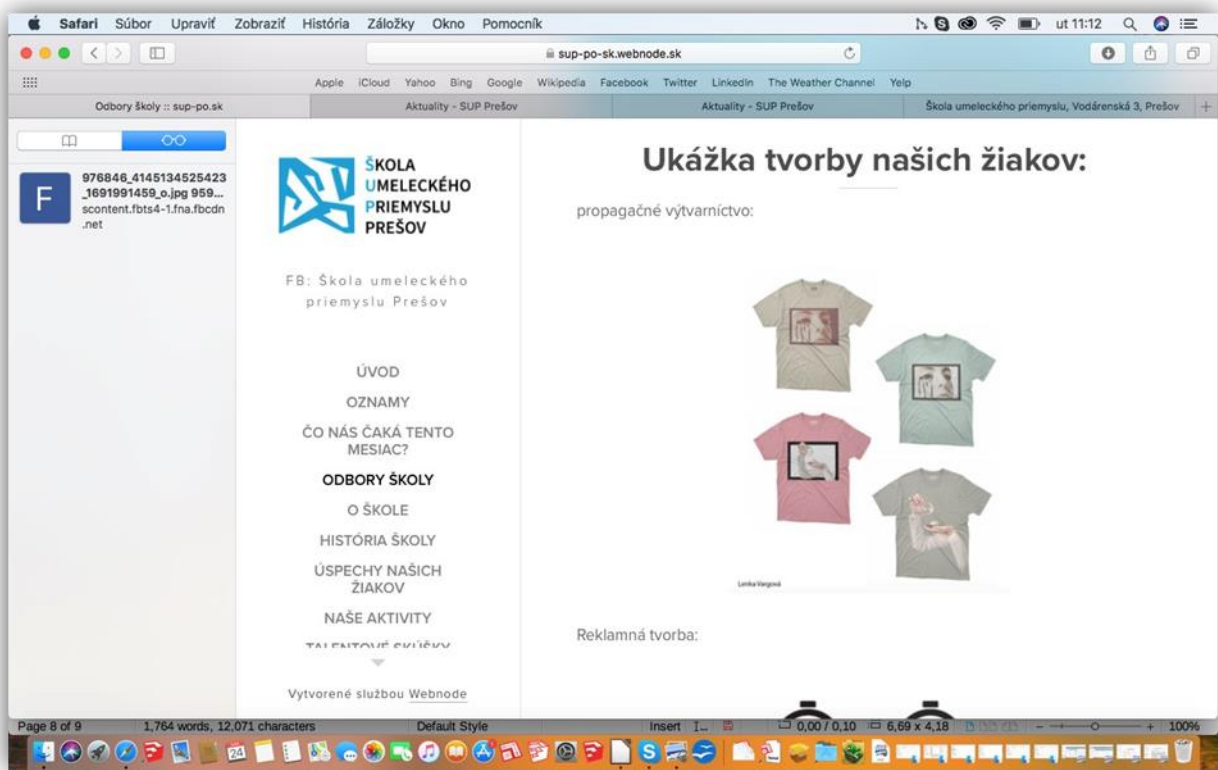 Safari Súbor Upraviť Zobraziť História Záložky Okno Pomocník ut 11:12
sup-po-sk.webnode.sk
Apple iCloud Yahoo Bing Google Wikipedia Facebook Twitter LinkedIn The Weather Channel Yelp
Odbory školy :: sup-po.sk Aktuality - SUP Prešov Aktuality - SUP Prešov Škola umeleckého priemyslu, Vodárenská 3, Prešov
F
976846_4145134525423
_1691991459_o.jpg 959...
scontent.fbts4-1.fna.fbcdn
.net
ŠKOLA
UMELECKÉHO
PRIEMYSLU
PREŠOV
FB: Škola umeleckého
priemyslu Prešov
ÚVOD
OZNAMY
ČO NÁS ČAKÁ TENTO
MESIAC?
ODBORY ŠKOLY
O ŠKOLE
HISTÓRIA ŠKOLY
ÚSPECHY NAŠICH
ŽIAKOV
NAŠE AKTIVITY
TALENTOVÉ SKÚŠKY
Vytvorené službou Webnode
Ukážka tvorby našich žiakov:
propagačné výtvarníctvo:
Lenka Vargová
Reklamná tvorba:
Page 8 of 9 1,764 words, 12,071 characters Default Style Insert I... 0,00 / 0,10 6,69 x 4,18 100%
24